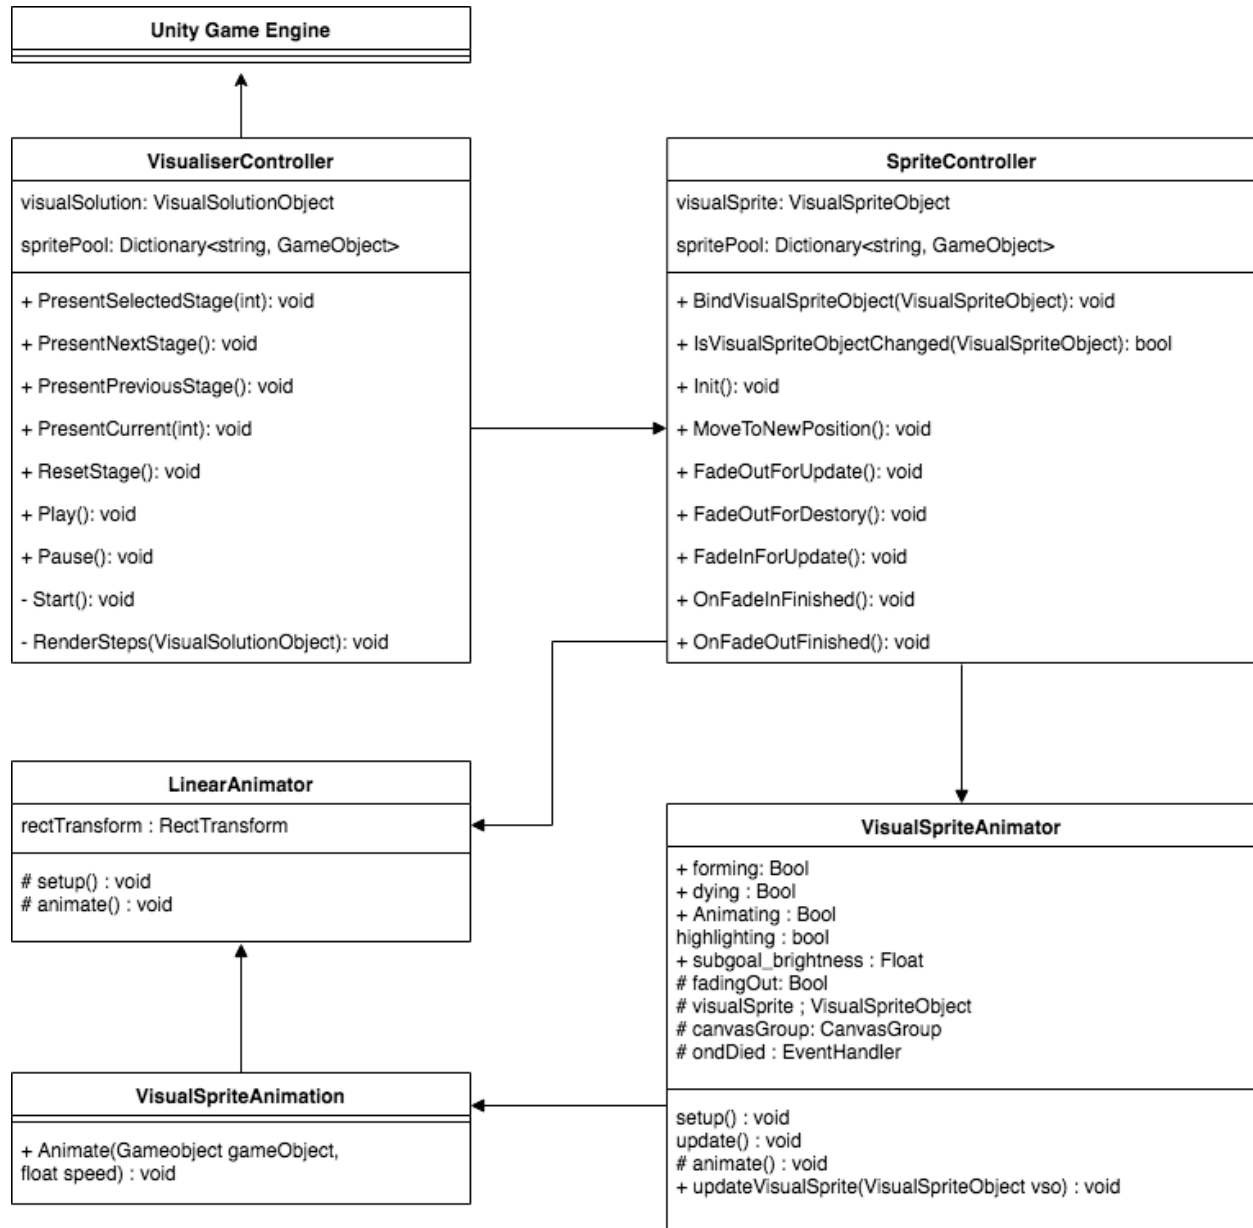 Unity Game Engine
VisualiserController
visualSolution: VisualSolutionObject
spritePool: Dictionary<string, GameObject>
+ PresentSelectedStage(int): void
+ PresentNextStage(): void
+ PresentPreviousStage(): void
+ PresentCurrent(int): void
+ ResetStage(): void
+ Play(): void
+ Pause(): void
- Start(): void
- RenderSteps(VisualSolutionObject): void
SpriteController
visualSprite: VisualSpriteObject
spritePool: Dictionary<string, GameObject>
+ BindVisualSpriteObject(VisualSpriteObject): void
+ IsVisualSpriteObjectChanged(VisualSpriteObject): bool
+ Init(): void
+ MoveToNewPosition(): void
+ FadeOutForUpdate(): void
+ FadeOutForDestory(): void
+ FadeInForUpdate(): void
+ OnFadeInFinished(): void
+ OnFadeOutFinished(): void
LinearAnimator
rectTransform : RectTransform
# setup() : void
# animate() : void
VisualSpriteAnimator
+ forming: Bool
+ dying : Bool
+ Animating : Bool
highlighting : bool
+ subgoal_brightness : Float
# fadingOut: Bool
# visualSprite ; VisualSpriteObject
# canvasGroup: CanvasGroup
# ondDied : EventHandler
setup() : void
update() : void
# animate() : void
+ updateVisualSprite(VisualSpriteObject vso) : void
VisualSpriteAnimation
+ Animate(Gameobject gameObject,
float speed) : void